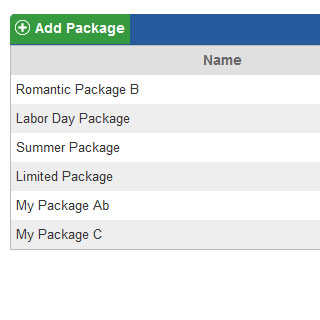 Add Package
Name
Romantic Package B
Labor Day Package
Summer Package
Limited Package
My Package Ab
My Package C